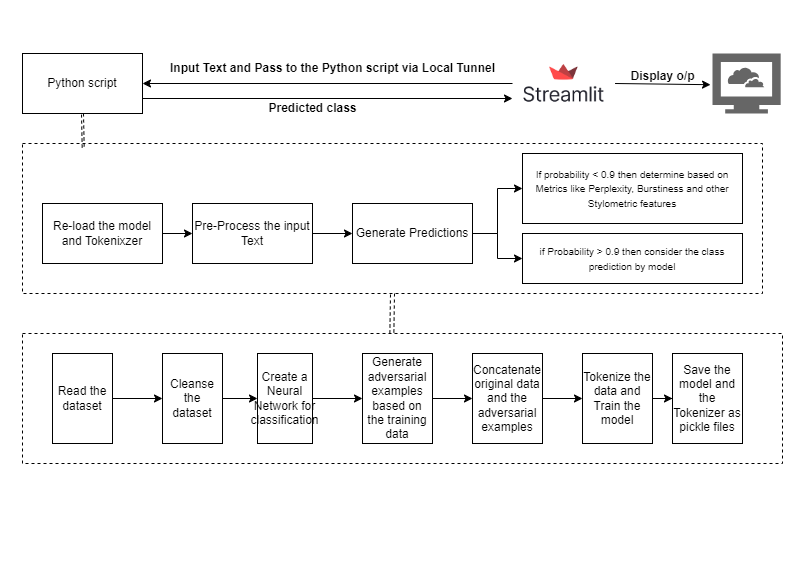 Input Text and Pass to the Python script via Local Tunnel
Python script
Display o/p
Streamlit
Predicted class
If probability < 0.9 then determine based on
Metrics like Perplexity, Burstiness and other
Stylometric features
Re-load the model
and Tokenixzer
Pre-Process the input
Text
Generate Predictions
if Probability > 0.9 then consider the class
prediction by model
Read the
dataset
Cleanse
the
dataset
Create a
Neural
Network for
classification
Generate
adversarial
examples
based on
the training
data
Concatenate
original data
and the
adversarial
examples
Tokenize the
data and
Train the
model
Save the
model and
the
Tokenizer as
pickle files